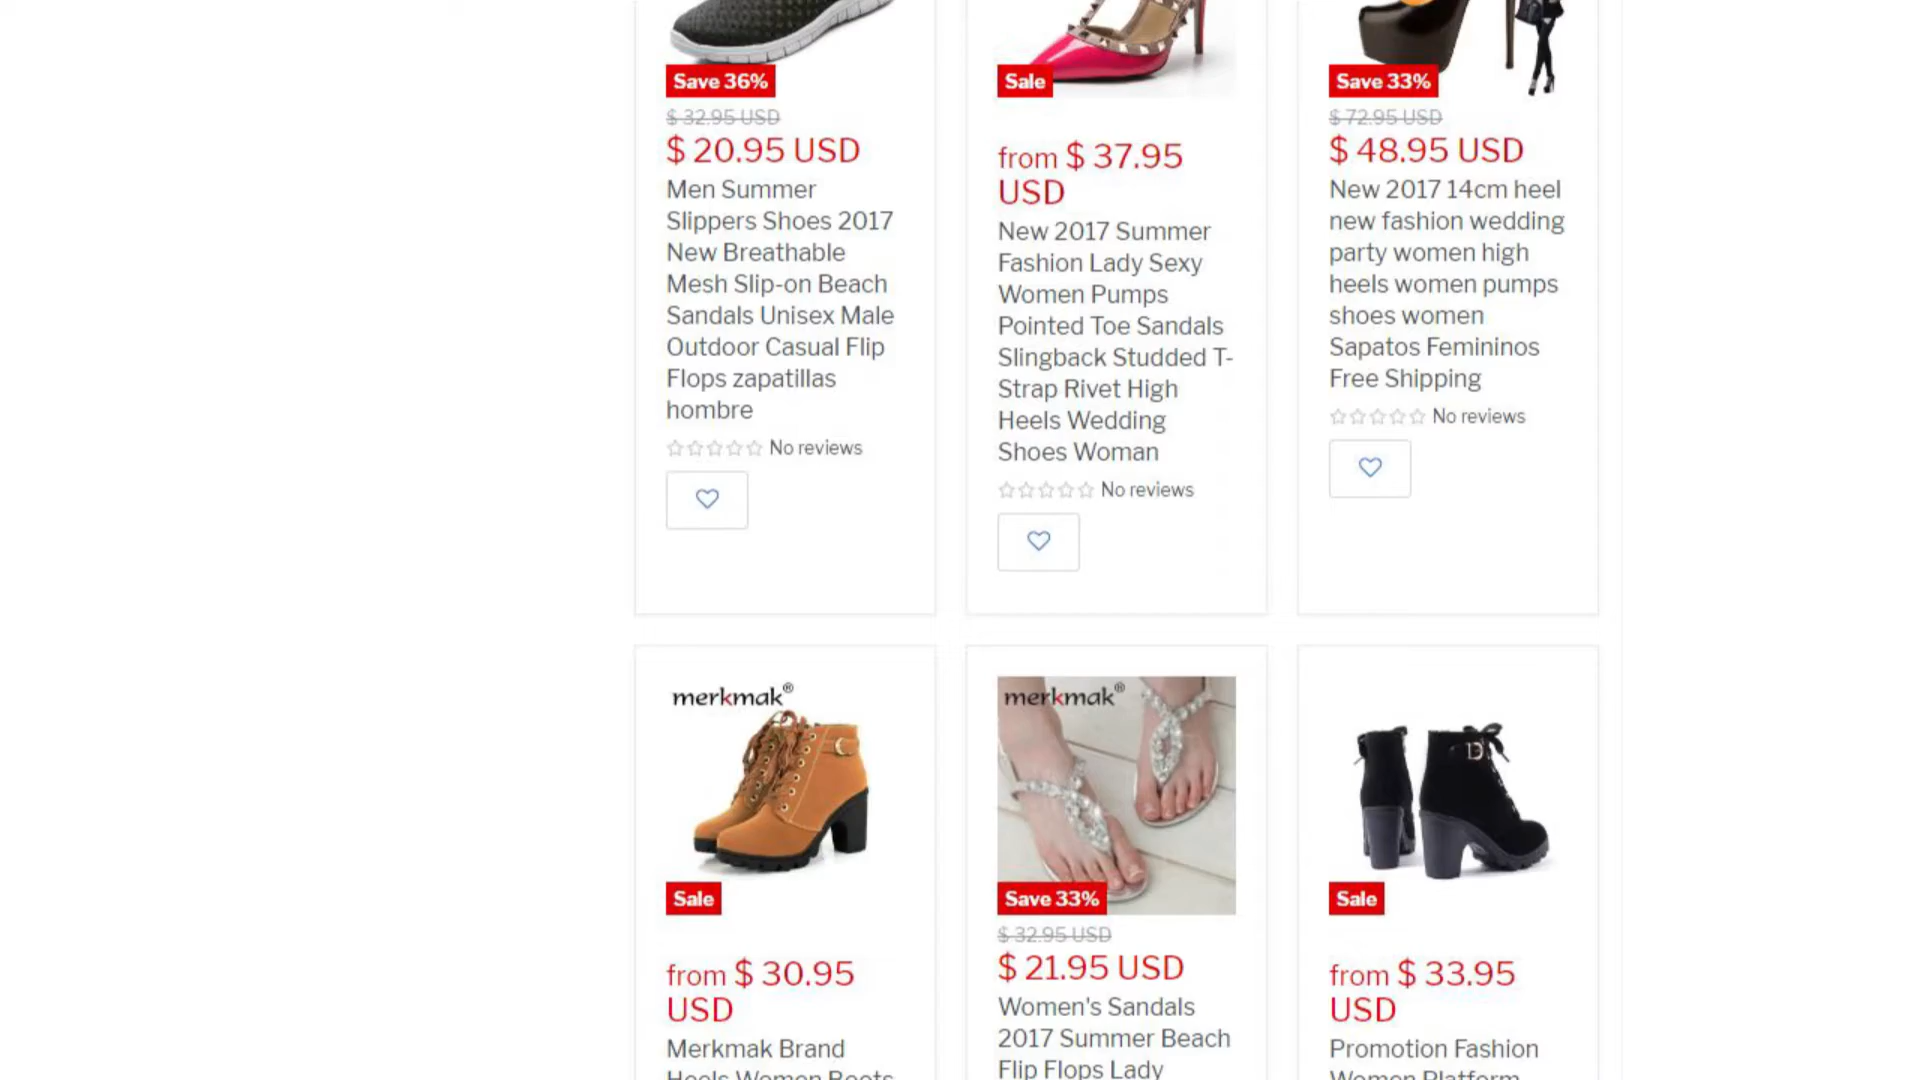 Save 36%
$ 32.95 USD
$ 20.95 USD
Men Summer
Slippers Shoes 2017
New Breathable
Mesh Slip-on Beach
Sandals Unisex Male
Outdoor Casual Flip
Flops zapatillas
hombre
No reviews
Sale
from $ 37.95
USD
New 2017 Summer
Fashion Lady Sexy
Women Pumps
Pointed Toe Sandals
Slingback Studded T-
Strap Rivet High
Heels Wedding
Shoes Woman
No reviews
Save 33%
$ 72.95 USD
$ 48.95 USD
New 2017 14cm heel
new fashion wedding
party women high
heels women pumps
shoes women
Sapatos Femininos
Free Shipping
No reviews
merkmak®
Sale
from $ 30.95
USD
Merkmak Brand
Heels Women Boots
merkmak®
Save 33%
$ 32.95 USD
$ 21.95 USD
Women's Sandals
2017 Summer Beach
Flip Flops Lady
Sale
from $ 33.95
USD
Promotion Fashion
Women Platform